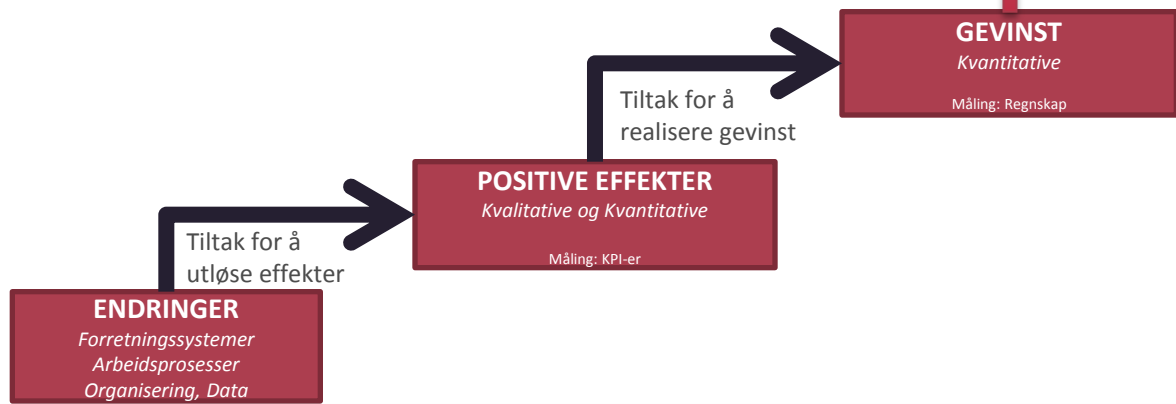 GEVINST
Kvantitative
Måling: Regnskap
Tiltak for å
realisere gevinst
POSITIVE EFFEKTER
Kvalitative og Kvantitative
Måling: KPI-er
Tiltak for å
utløse effekter
ENDRINGER
Forretningssystemer
Arbeidsprosesser
Organisering, Data